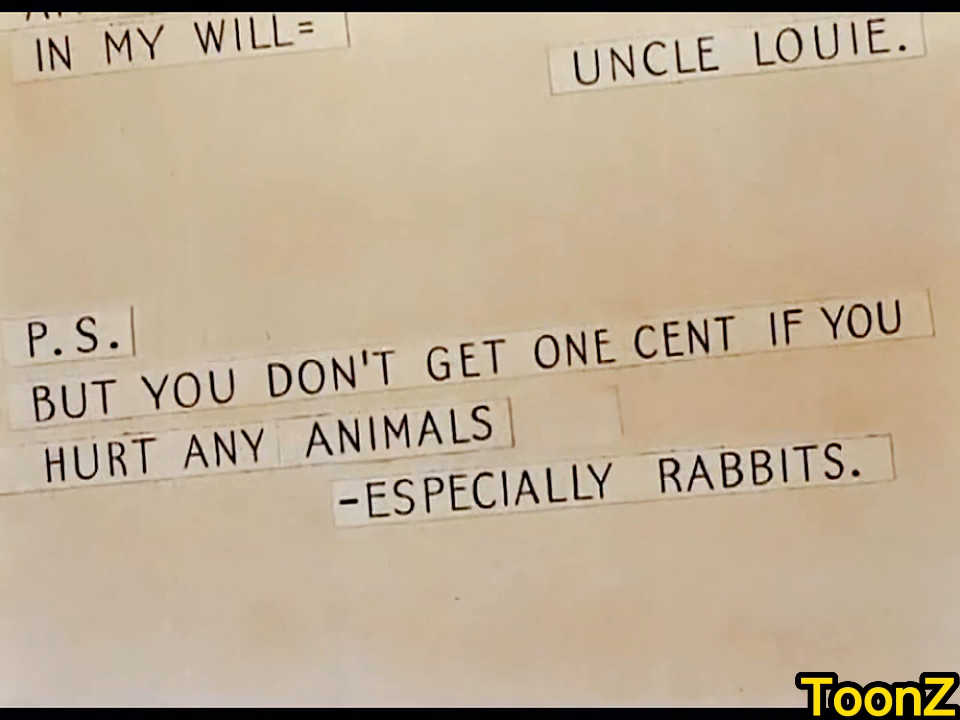 IN MY WILL=
UNCLE LOUIE.
P.S.
BUT YOU DON'T GET ONE CENT IF YOU
HURT ANY ANIMALS
-ESPECIALLY RABBITS.
ToonZ